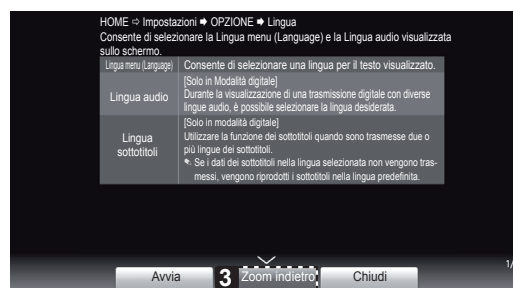 HOME ⇨ Impostazioni ➧ OPZIONE ➧ Lingua
Consente di selezionare la Lingua menu (Language) e la Lingua audio visualizzata
sullo schermo.
Lingua menu (Language) Consente di selezionare una lingua per il testo visualizzato.
Lingua audio
[Solo in Modalità digitale]
Durante la visualizzazione di una trasmissione digitale con diverse
lingue audio, è possibile selezionare la lingua desiderata.
Lingua
sottotitoli
[Solo in modalità digitale]
Utilizzare la funzione dei sottotitoli quando sono trasmesse due o
più lingue dei sottotitoli.
Se i dati dei sottotitoli nella lingua selezionata non vengono tras-
messi, vengono riprodotti i sottotitoli nella lingua predefinita.
1/
Avvia 3 Zoom indietro Chiudi